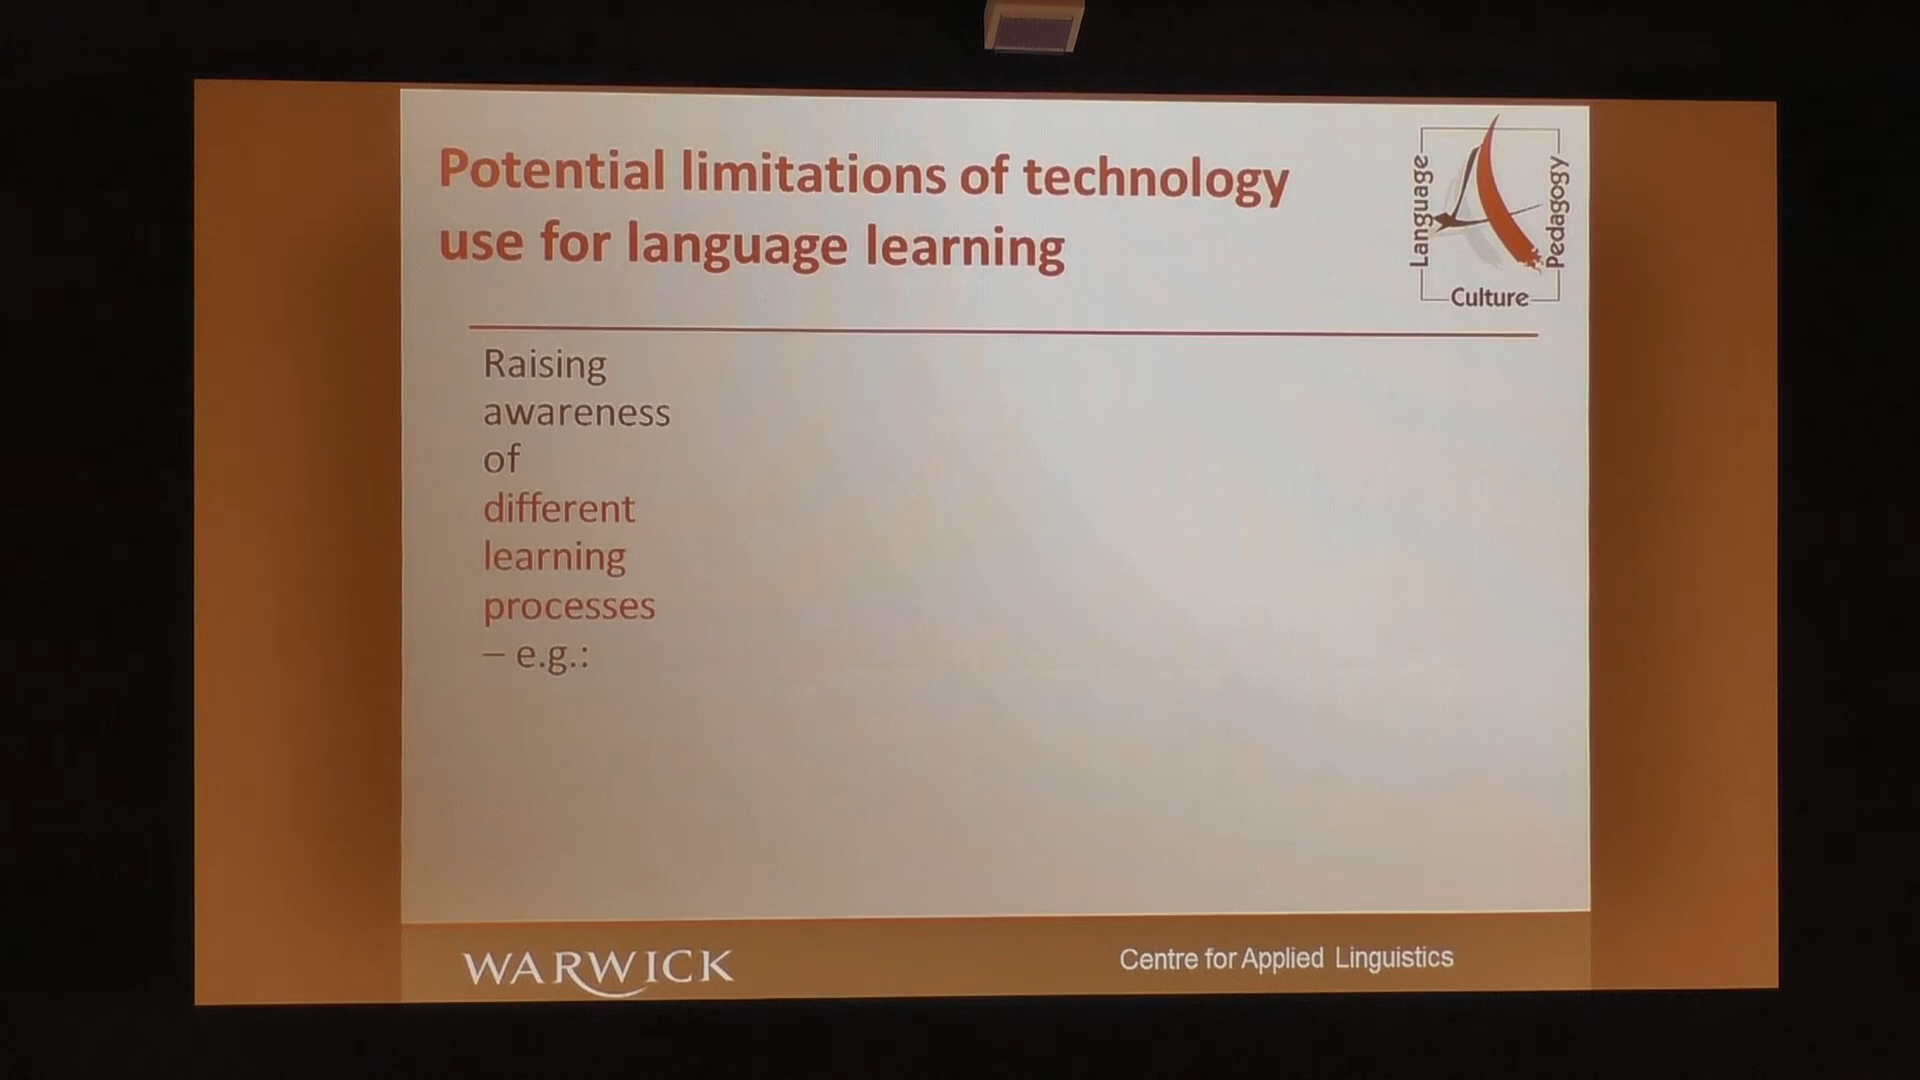 Potential limitations of technology
use for language learning
Language
Pedagogy
Culture
Raising
awareness
of
different
learning
processes
– e.g.:
WARWICK
Centre for Applied Linguistics